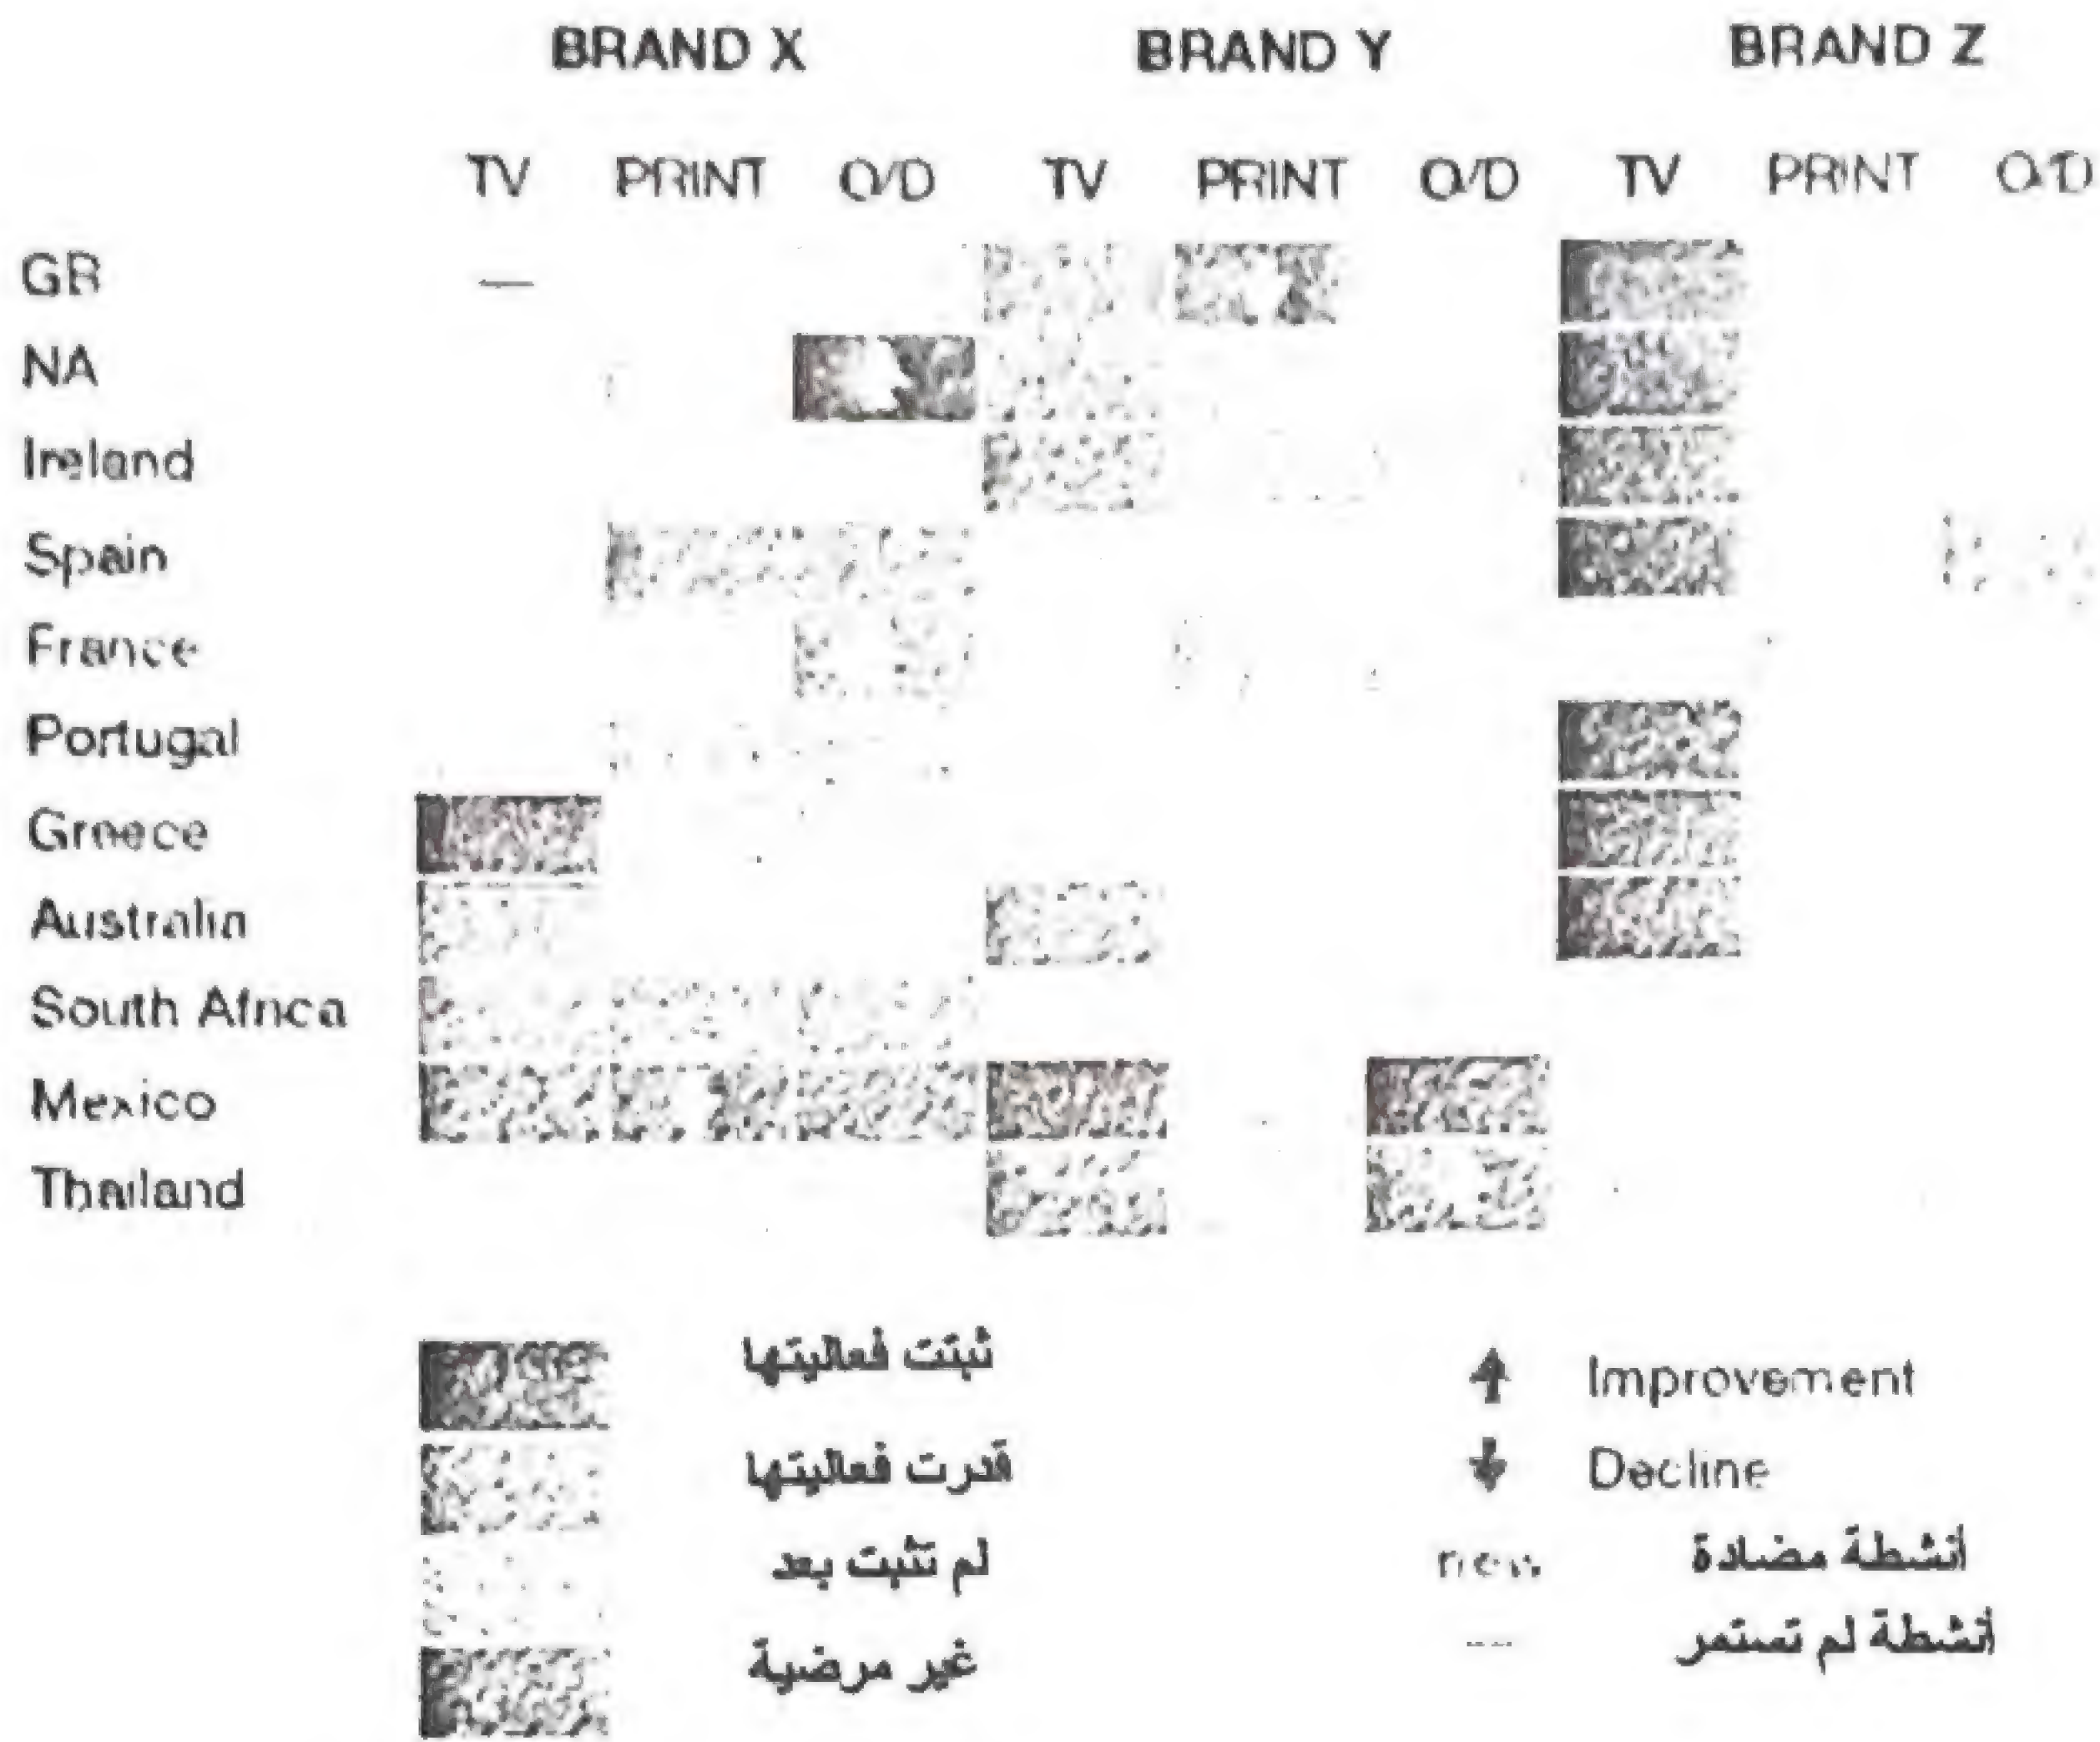 BRAND X BRAND Y BRAND Z
TV PRINT O/D TV PRINT O/D TV PRINT O/D
GB —
NA
Ireland
Spain
France
Portugal
Greece
Australia
South Africa
Mexico
Thailand
ثبتت فعاليتها
قدرت فعاليتها
لم تثبت بعد
غير مرضية
Improvement
Decline
new أنشطة مضادة
--- أنشطة لم تستمر